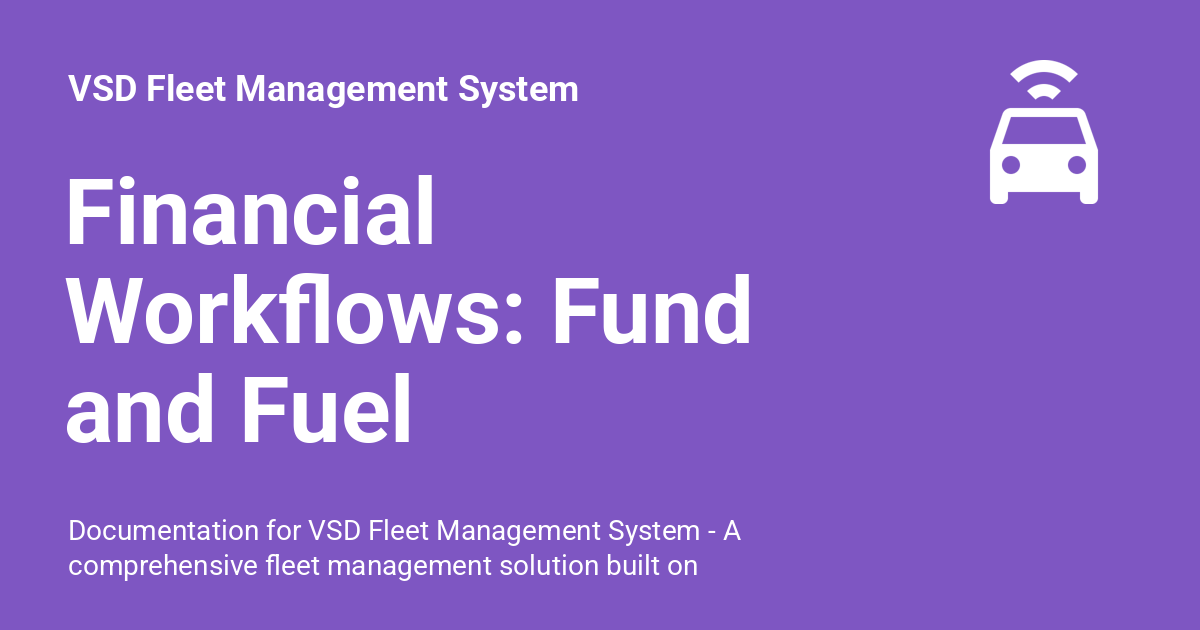 VSD Fleet Management System
Financial
Workflows: Fund
and Fuel
Documentation for VSD Fleet Management System - A
comprehensive fleet management solution built on